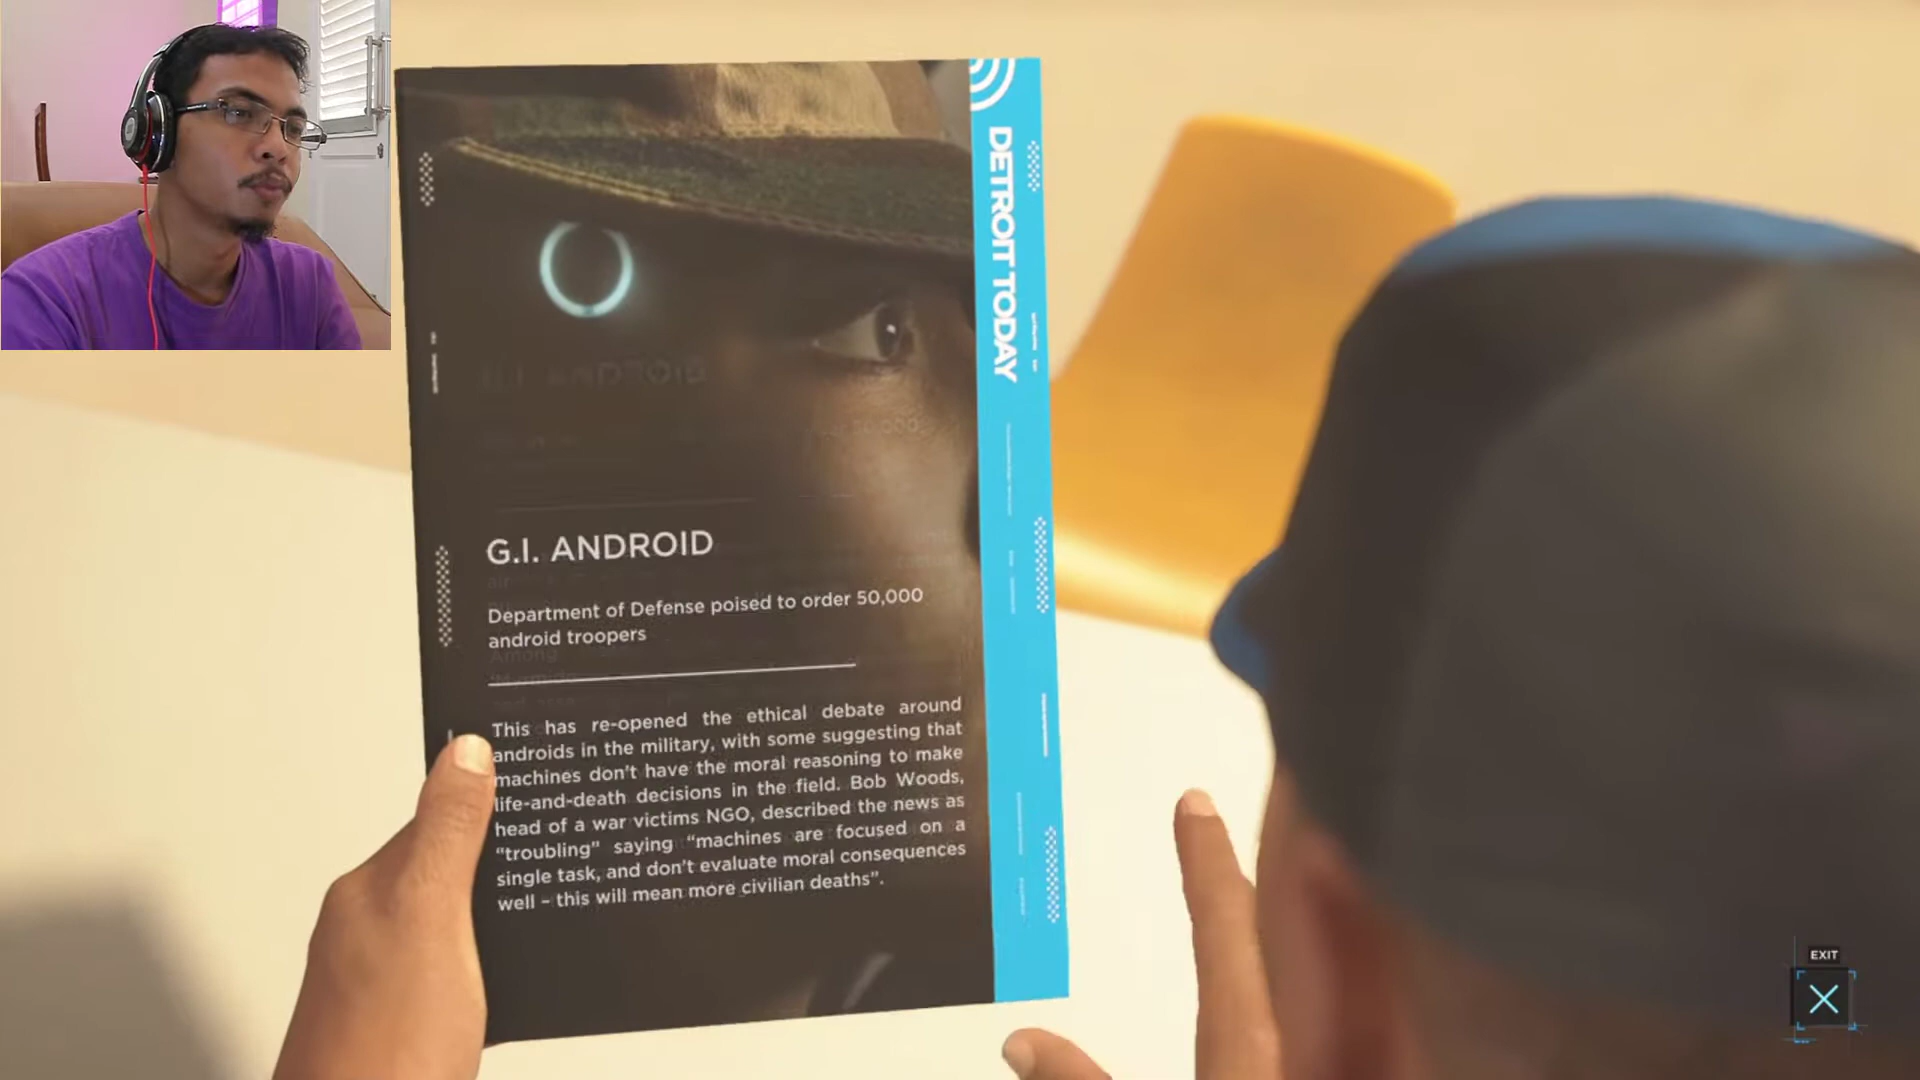 DETROIT TODAY
G.I. ANDROID
Department of Defense poised to order 50,000
android troopers
This has re-opened the ethical debate around
androids in the military, with some suggesting that
machines don't have the moral reasoning to make
life-and-death decisions in the field. Bob Woods,
head of a war victims NGO, described the news as
"troubling" saying "machines are focused on a
single task, and don't evaluate moral consequences
well – this will mean more civilian deaths".
EXIT